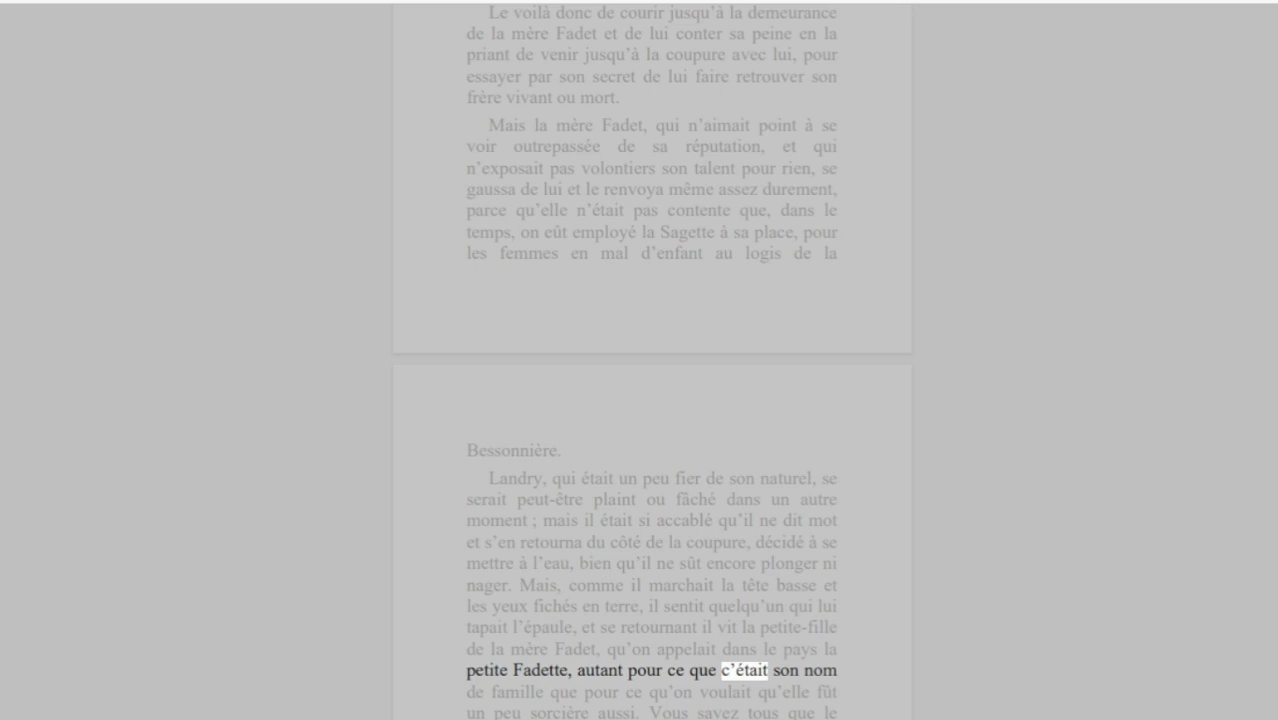 Le voilà donc de courir jusqu’à la demeurance
de la mère Fadet et de lui conter sa peine en la
priant de venir jusqu’à la coupure avec lui, pour
essayer par son secret de lui faire retrouver son
frère vivant ou mort.
Mais la mère Fadet, qui n’aimait point à se
voir outrepassée de sa réputation, et qui
n’exposait pas volontiers son talent pour rien, se
gaussa de lui et le renvoya même assez durement,
parce qu’elle n’était pas contente que, dans le
temps, on eût employé la Sagette à sa place, pour
les femmes en mal d’enfant au logis de la
Bessonnière.
Landry, qui était un peu fier de son naturel, se
serait peut-être plaint ou fâché dans un autre
moment ; mais il était si accablé qu’il ne dit mot
et s’en retourna du côté de la coupure, décidé à se
mettre à l’eau, bien qu’il ne sût encore plonger ni
nager. Mais, comme il marchait la tête basse et
les yeux fichés en terre, il sentit quelqu’un qui lui
tapait l’épaule, et se retournant il vit la petite-fille
de la mère Fadet, qu’on appelait dans le pays la
petite Fadette, autant pour ce que c’était son nom
de famille que pour ce qu’on voulait qu’elle fût
un peu sorcière aussi. Vous savez tous que le